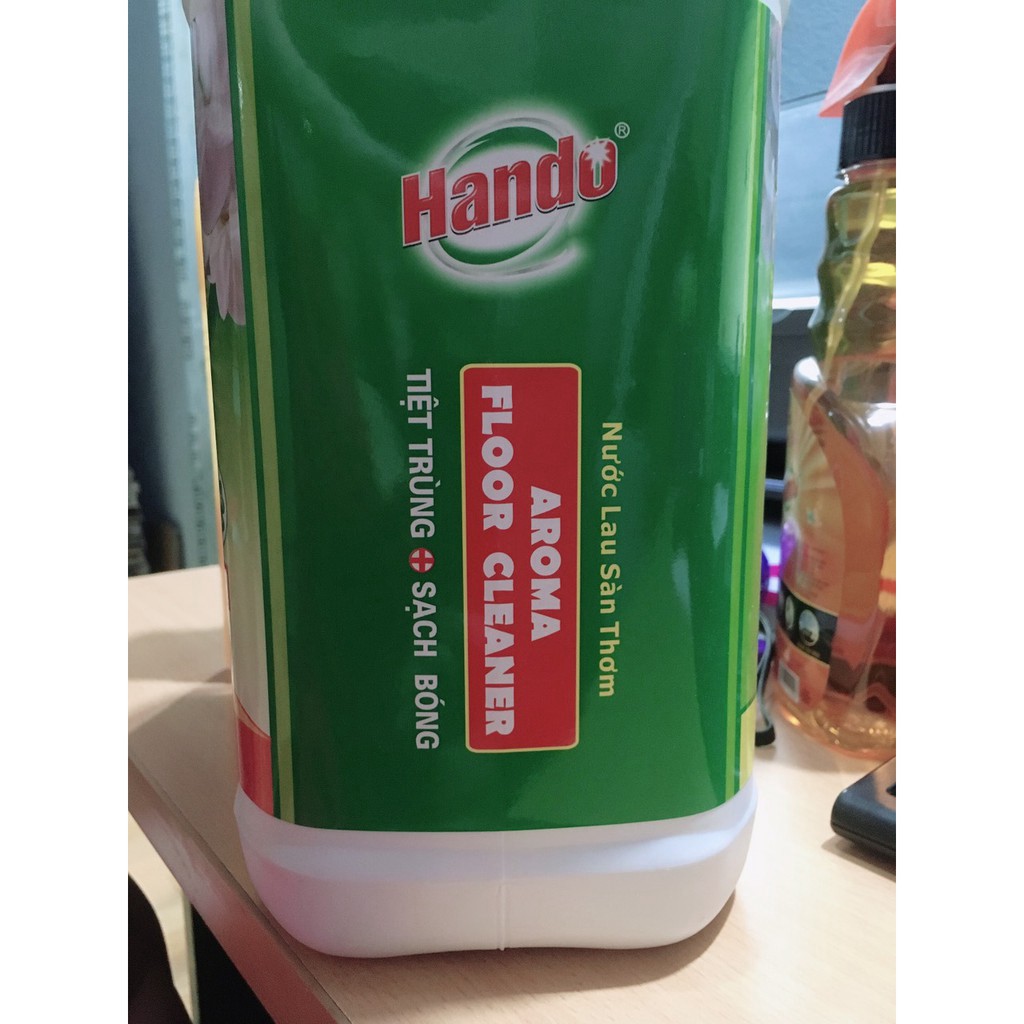 Hando®
Nước Lau Sàn Thơm
AROMA
FLOOR CLEANER
TIỆT TRÙNG SẠCH BÓNG